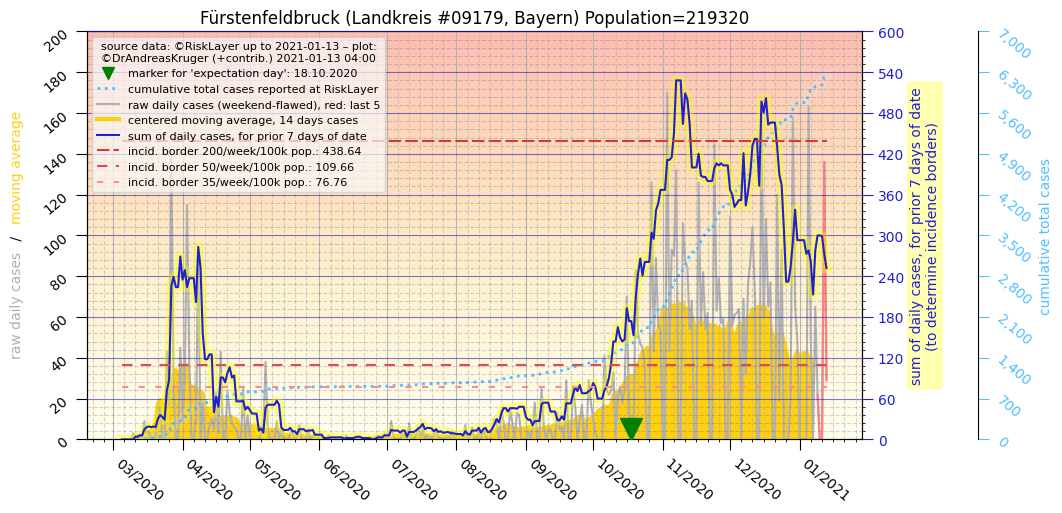 Fürstenfeldbruck (Landkreis #09179, Bayern) Population=219320
source data: ©RiskLayer up to 2021-01-13 – plot:
©DrAndreasKruger (+contrib.) 2021-01-13 04:00
marker for 'expectation day': 18.10.2020
cumulative total cases reported at RiskLayer
raw daily cases (weekend-flawed), red: last 5
centered moving average, 14 days cases
sum of daily cases, for prior 7 days of date
incid. border 200/week/100k pop.: 438.64
incid. border 50/week/100k pop.: 109.66
incid. border 35/week/100k pop.: 76.76
raw daily cases / moving average
200
180
160
140
120
100
80
60
40
20
0
03/2020
04/2020
05/2020
06/2020
07/2020
08/2020
09/2020
10/2020
11/2020
12/2020
01/2021
600
540
480
420
360
300
240
180
120
60
0
sum of daily cases, for prior 7 days of date
(to determine incidence borders)
7,000
6,300
5,600
4,900
4,200
3,500
2,800
2,100
1,400
700
0
cumulative total cases